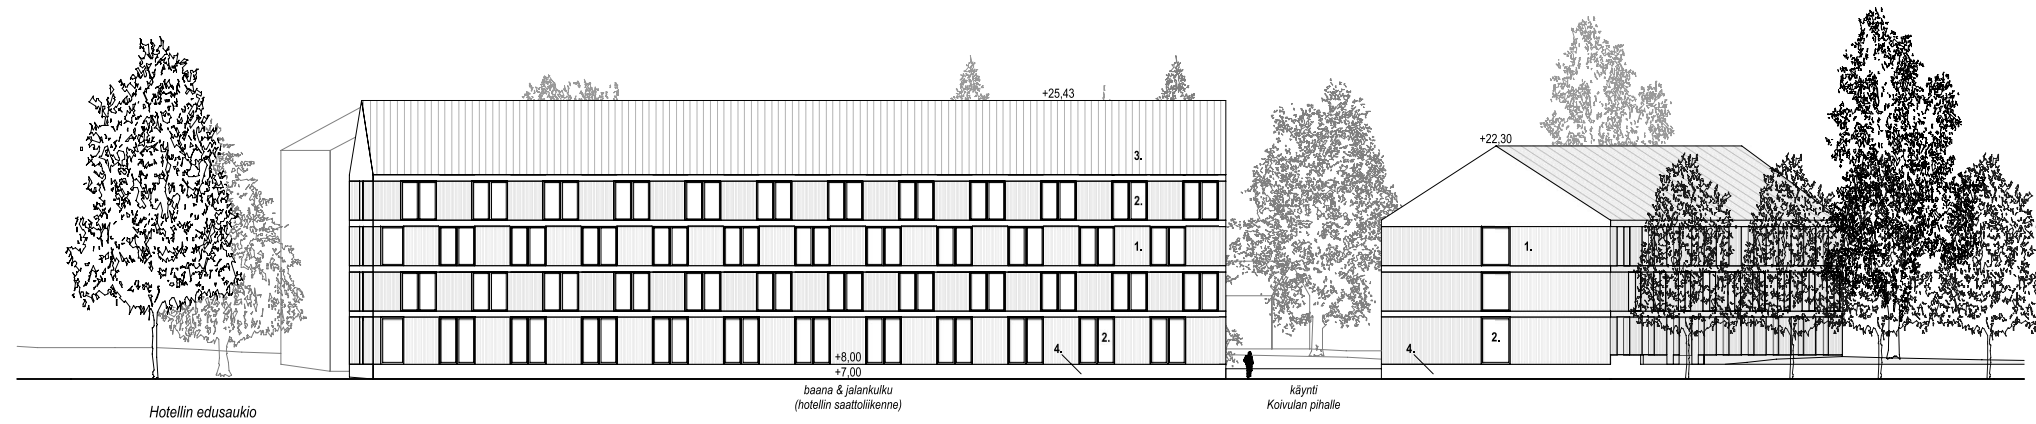 +25,43
+22,30
3.
2.
1.
1.
2.
2.
4.
4.
+8,00
+7,00
baana & jalankulku
(hotellin saattoliikenne)
käynti
Koivulan pihalle
Hotellin edusaukio